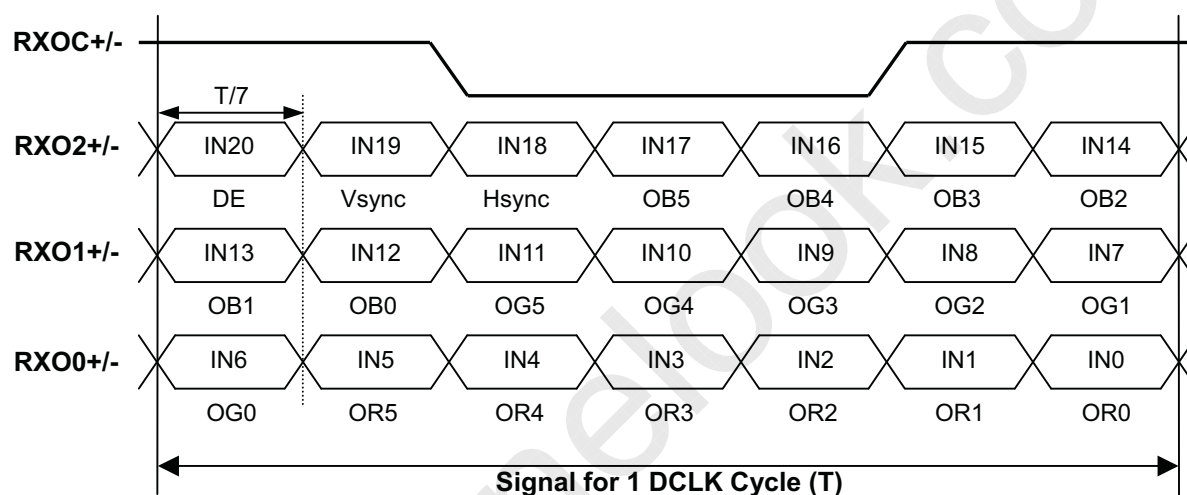 RXOC+/-
T/7
RXO2+/- IN20 IN19 IN18 IN17 IN16 IN15 IN14
DE Vsync Hsync OB5 OB4 OB3 OB2
RXO1+/- IN13 IN12 IN11 IN10 IN9 IN8 IN7
OB1 OB0 OG5 OG4 OG3 OG2 OG1
RXO0+/- IN6 IN5 IN4 IN3 IN2 IN1 IN0
OG0 OR5 OR4 OR3 OR2 OR1 OR0
Signal for 1 DCLK Cycle (T)
nelook.co